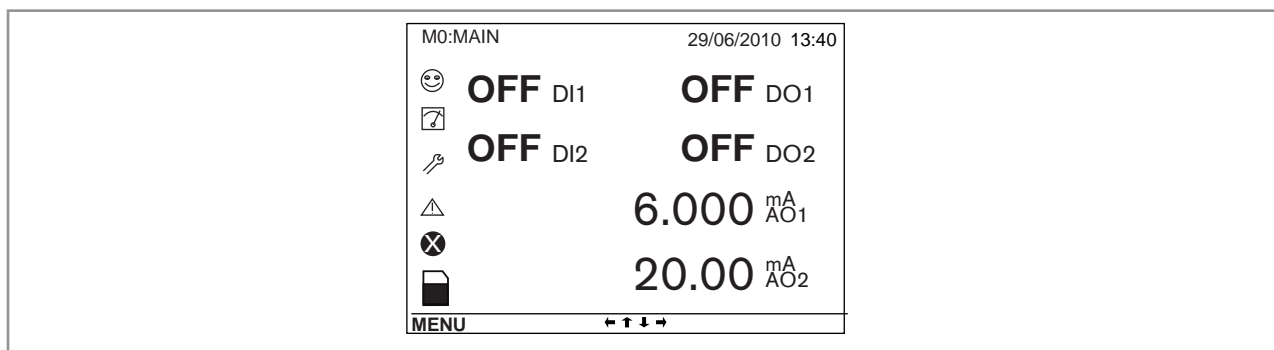 M0:MAIN 29/06/2010 13:40
OFF DI1 OFF DO1
OFF DI2 OFF DO2
6.000 mA AO1
20.00 mA AO2
MENU